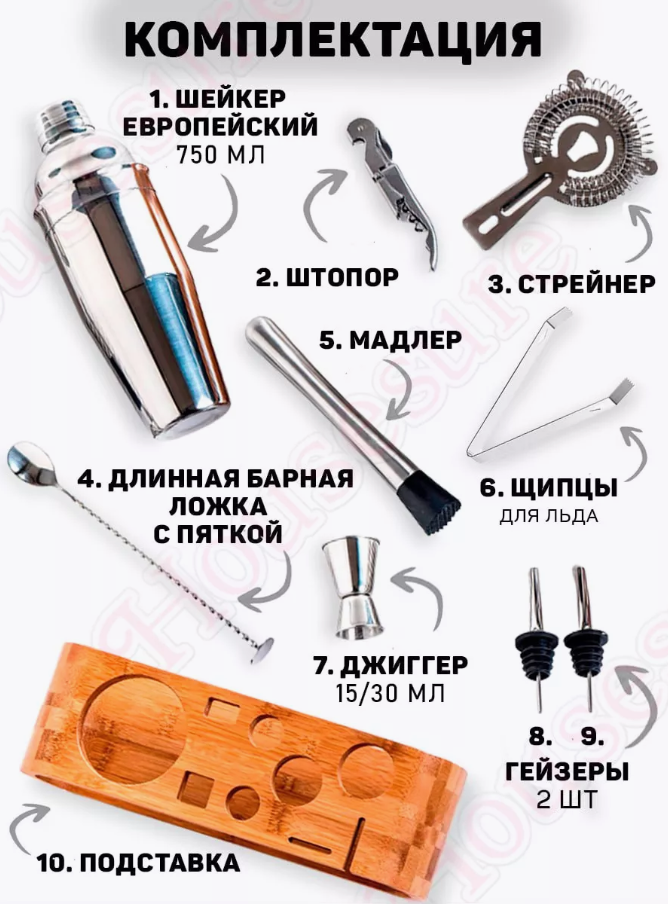 КОМПЛЕКТАЦИЯ
1. ШЕЙКЕР
ЕВРОПЕЙСКИЙ
750 МЛ
2. ШТОПОР
3. СТРЕЙНЕР
5. МАДЛЕР
4. ДЛИННАЯ БАРНАЯ
ЛОЖКА
С ПЯТКОЙ
6. ЩИПЦЫ
ДЛЯ ЛЬДА
7. ДЖИГГЕР
15/30 МЛ
8. 9.
ГЕЙЗЕРЫ
2 ШТ
10. ПОДСТАВКА
Housesure